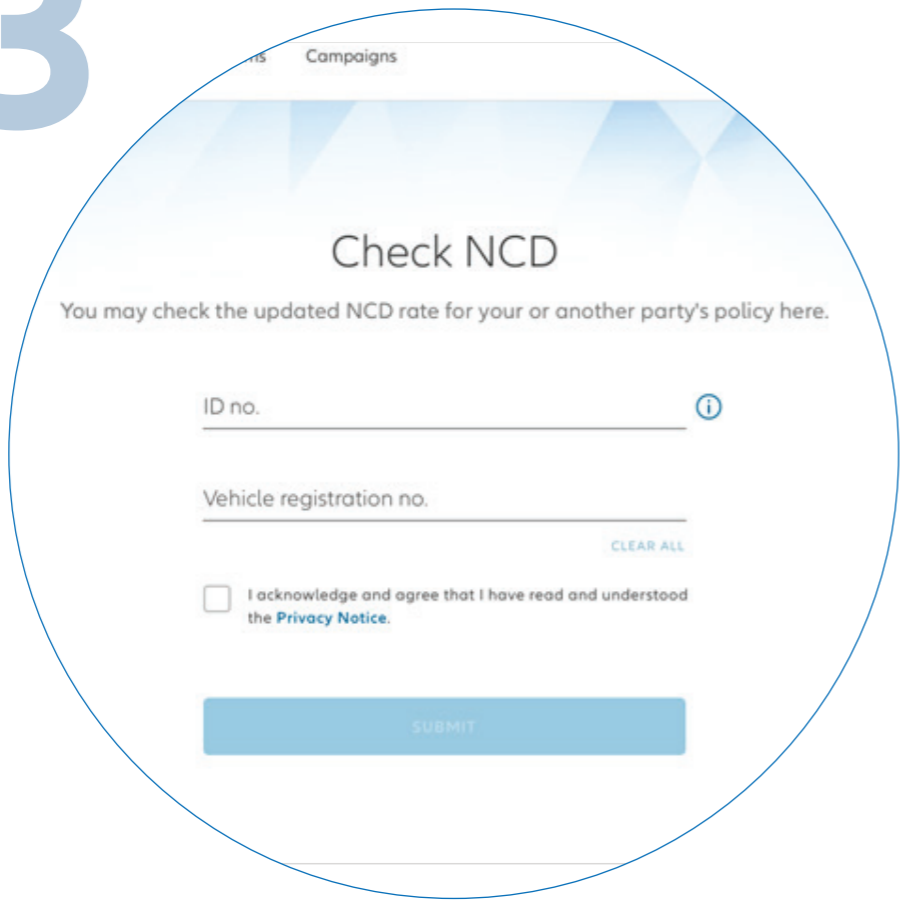 3
Campaigns
Check NCD
You may check the updated NCD rate for your or another party's policy here.
ID no.
Vehicle registration no.
CLEAR ALL
I acknowledge and agree that I have read and understood
the Privacy Notice.
SUBMIT